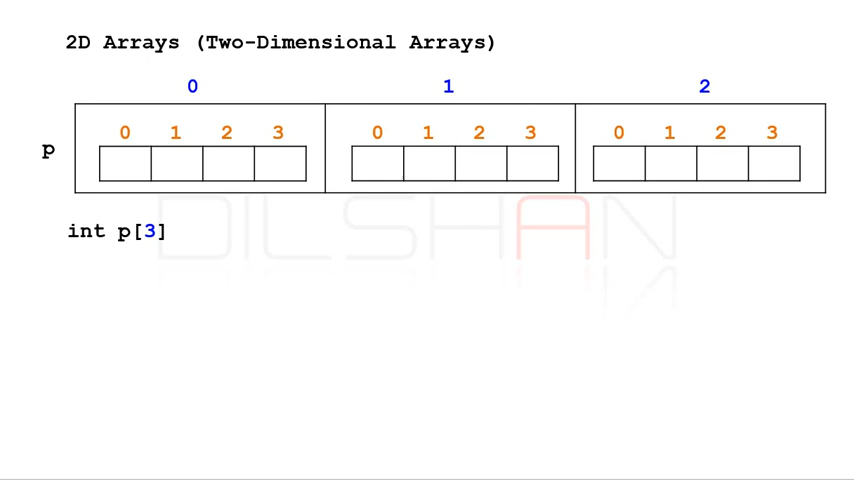 2D Arrays (Two-Dimensional Arrays)
0 1 2
0 1 2 3 0 1 2 3 0 1 2 3
p
int p[3]
DILSHAN